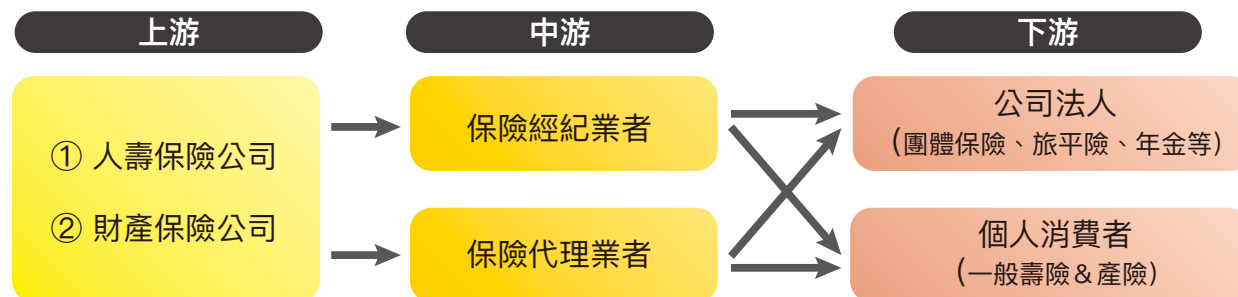 上游
中游
下游
① 人壽保險公司
② 財產保險公司
保險經紀業者
保險代理業者
公司法人
(團體保險、旅平險、年金等)
個人消費者
(一般壽險&產險)